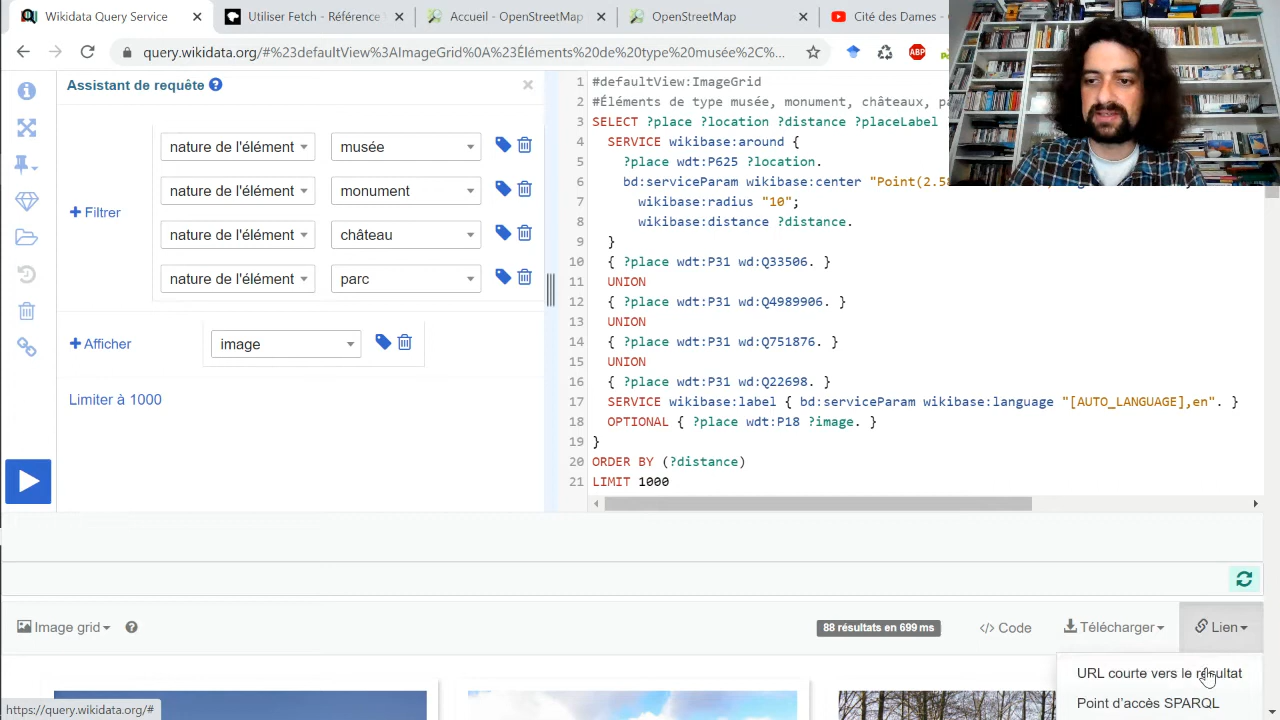 Wikidata Query Service
Utiliser F
Acc
OpenStreetMap
OpenStreetMap
Cité des Dames -
query.wikidata.org/#%23defaultView%3AImageGrid%0A%23Éléments%20de%20type%20musée%2C%...
ABP
Assistant de requête
nature de l'élément
musée
nature de l'élément
monument
+ Filtrer
nature de l'élément
château
nature de l'élément
parc
+ Afficher
image
Limiter à 1000
1 #defaultView:ImageGrid
2 #Éléments de type musée, monument, châteaux, pa
3 SELECT ?place ?location ?distance ?placeLabel
4 SERVICE wikibase:around {
5 ?place wdt:P625 ?location.
6 bd:serviceParam wikibase:center "Point(2.58
7 wikibase:radius "10";
8 wikibase:distance ?distance.
9 }
10 { ?place wdt:P31 wd:Q33506. }
11 UNION
12 { ?place wdt:P31 wd:Q4989906. }
13 UNION
14 { ?place wdt:P31 wd:Q751876. }
15 UNION
16 { ?place wdt:P31 wd:Q22698. }
17 SERVICE wikibase:label { bd:serviceParam wikibase:language "[AUTO_LANGUAGE],en". }
18 OPTIONAL { ?place wdt:P18 ?image. }
19 }
20 ORDER BY (?distance)
21 LIMIT 1000
Image grid
88 résultats en 699 ms
</> Code
Télécharger
Lien
URL courte vers le résultat
Point d'accès SPARQL
https://query.wikidata.org/#